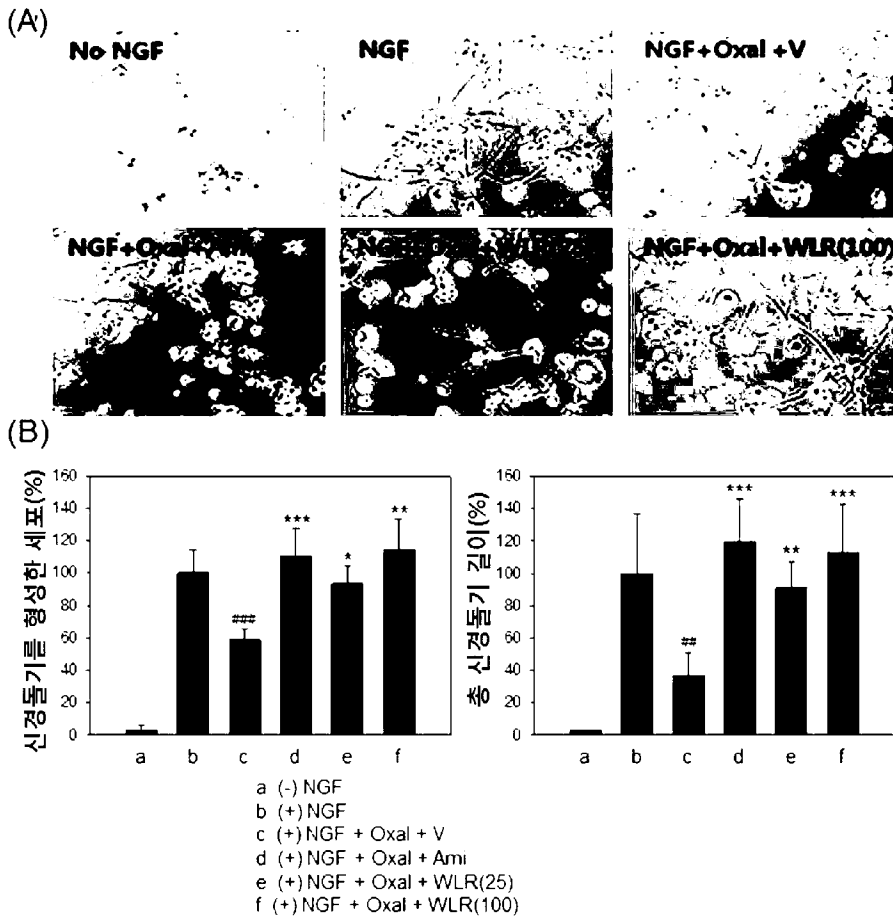 (A)
No NGF
NGF
NGF+Oxal +V
NGF+Oxal+
NGF+Oxal+WLR(100)
(B)
신경돌기를 형성한 세포(%)
160
140
120
100
80
60
40
20
0
###
***
*
**
a b c d e f
총 신경돌기 길이(%)
160
140
120
100
80
60
40
20
0
##
***
**
***
a b c d e f
a (-) NGF
b (+) NGF
c (+) NGF + Oxal + V
d (+) NGF + Oxal + Ami
e (+) NGF + Oxal + WLR(25)
f (+) NGF + Oxal + WLR(100)